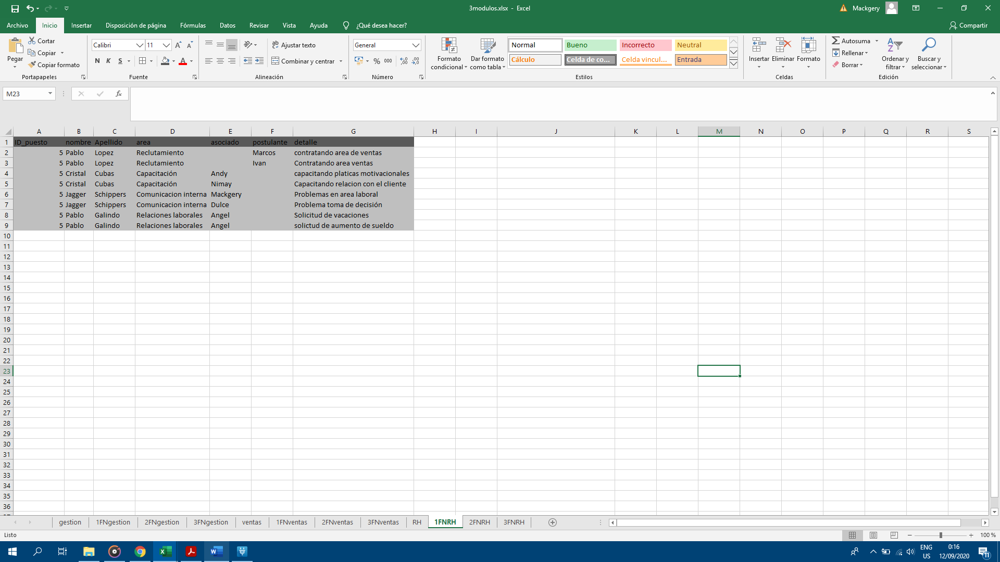 3modulos.xlsx - Excel
Mackgery
Archivo Inicio Insertar Disposición de página Fórmulas Datos Revisar Vista Ayuda ¿Qué desea hacer? Compartir
Pegar
Cortar
Copiar
Copiar formato
Portapapeles
Calibri 11
N K S
Fuente
Ajustar texto
Combinar y centrar
Alineación
General
% 000
Número
Formato condicional
Dar formato como tabla
Normal Bueno Incorrecto Neutral
Cálculo Celda de co... Celda vincul... Entrada
Estilos
Insertar Eliminar Formato
Celdas
Autosuma
Rellenar
Borrar
Ordenar y filtrar
Buscar y seleccionar
Edición
M23 fx
A B C D E F G H I J K L M N O P Q R S
1 ID_puesto nombre Apellido area asociado postulante detalle
2 5 Pablo Lopez Reclutamiento Marcos contratando area de ventas
3 5 Pablo Lopez Reclutamiento Ivan Contratando area ventas
4 5 Cristal Cubas Capacitación Andy capacitando platicas motivacionales
5 5 Cristal Cubas Capacitación Nimay Capacitando relacion con el cliente
6 5 Jagger Schippers Comunicacion interna Mackgery Problemas en area laboral
7 5 Jagger Schippers Comunicacion interna Dulce Problema toma de decisión
8 5 Pablo Galindo Relaciones laborales Angel Solicitud de vacaciones
9 5 Pablo Galindo Relaciones laborales Angel solictud de aumento de sueldo
10
11
12
13
14
15
16
17
18
19
20
21
22
23
24
25
26
27
28
29
30
31
32
33
34
35
36
gestion 1FNgestion 2FNgestion 3FNgestion ventas 1FNventas 2FNventas 3FNventas RH 1FNRH 2FNRH 3FNRH
Listo
100 %
ENG
US
0:16
12/09/2020
11